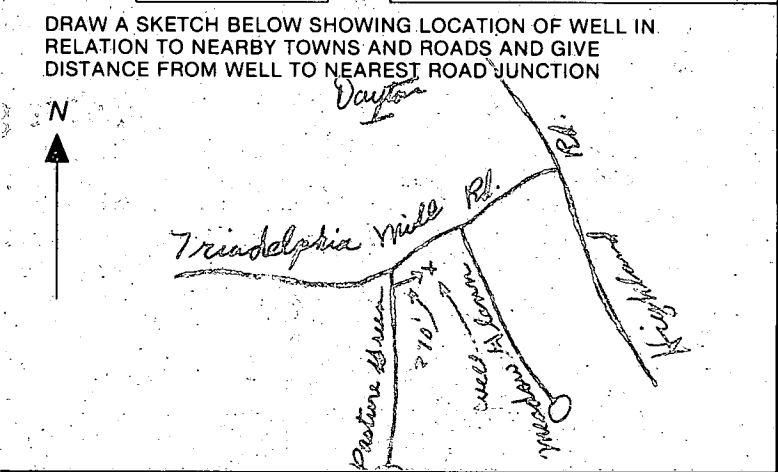 DRAW A SKETCH BELOW SHOWING LOCATION OF WELL IN
RELATION TO NEARBY TOWNS AND ROADS AND GIVE
DISTANCE FROM WELL TO NEAREST ROAD JUNCTION
Dayton
N
Triadelphia Mill Rd.
Highland Rd.
Pasture Green
270'
well #1
Meadow